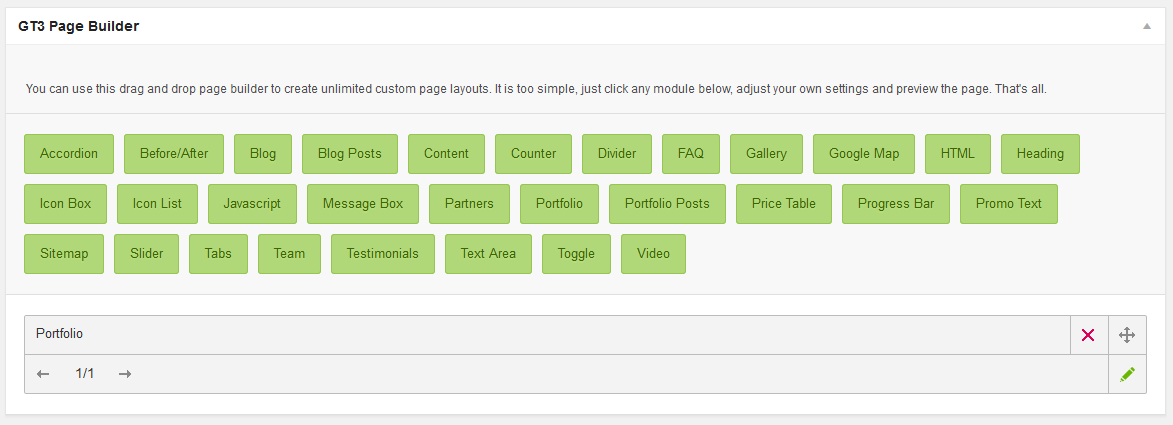 GT3 Page Builder
You can use this drag and drop page builder to create unlimited custom page layouts. It is too simple, just click any module below, adjust your own settings and preview the page. That's all.
Accordion Before/After Blog Blog Posts Content Counter Divider FAQ Gallery Google Map HTML Heading
Icon Box Icon List Javascript Message Box Partners Portfolio Portfolio Posts Price Table Progress Bar Promo Text
Sitemap Slider Tabs Team Testimonials Text Area Toggle Video
Portfolio
1/1